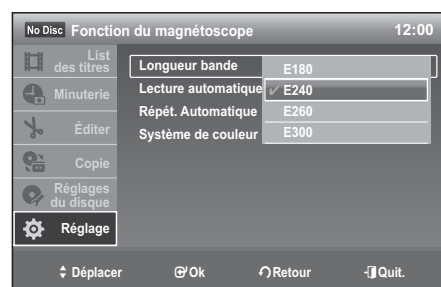 No Disc Fonction du magnétoscope 12:00
List
des titres
Minuterie
Éditer
Copie
Réglages
du disque
Réglage
Longueur bande
Lecture automatique
Répét. Automatique
Système de couleur
E180
✔ E240
E260
E300
Déplacer Ok Retour Quit.